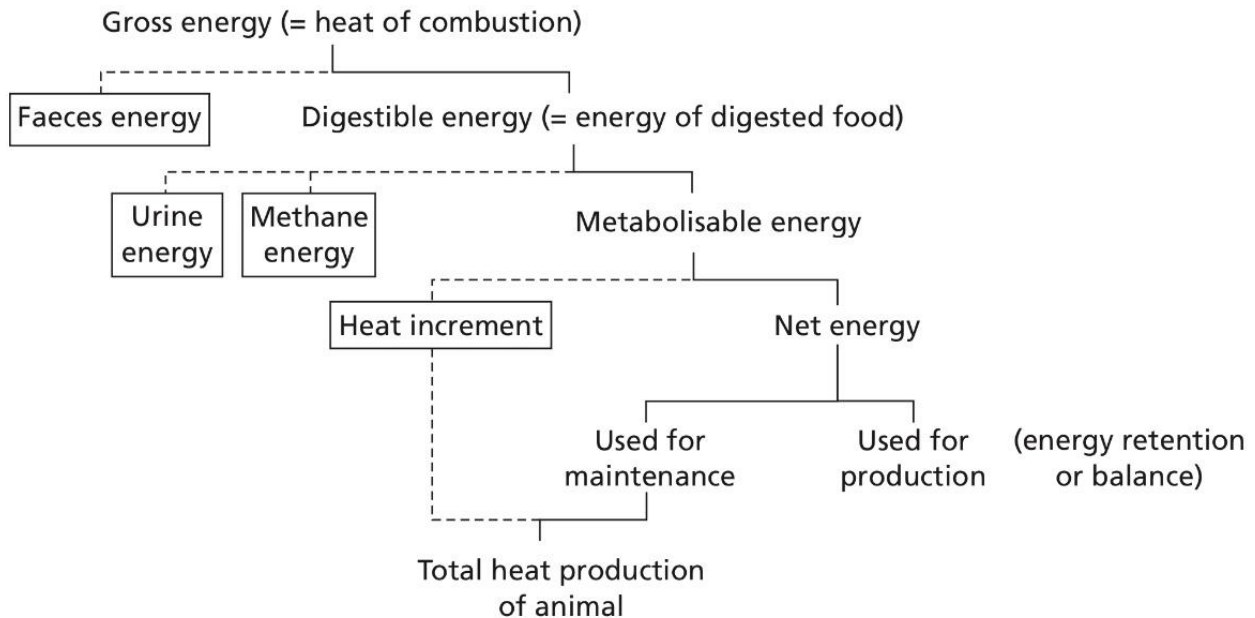 Gross energy (= heat of combustion)
Faeces energy
Digestible energy (= energy of digested food)
Urine
energy
Methane
energy
Metabolisable energy
Heat increment
Net energy
Used for
maintenance
Used for
production
(energy retention
or balance)
Total heat production
of animal